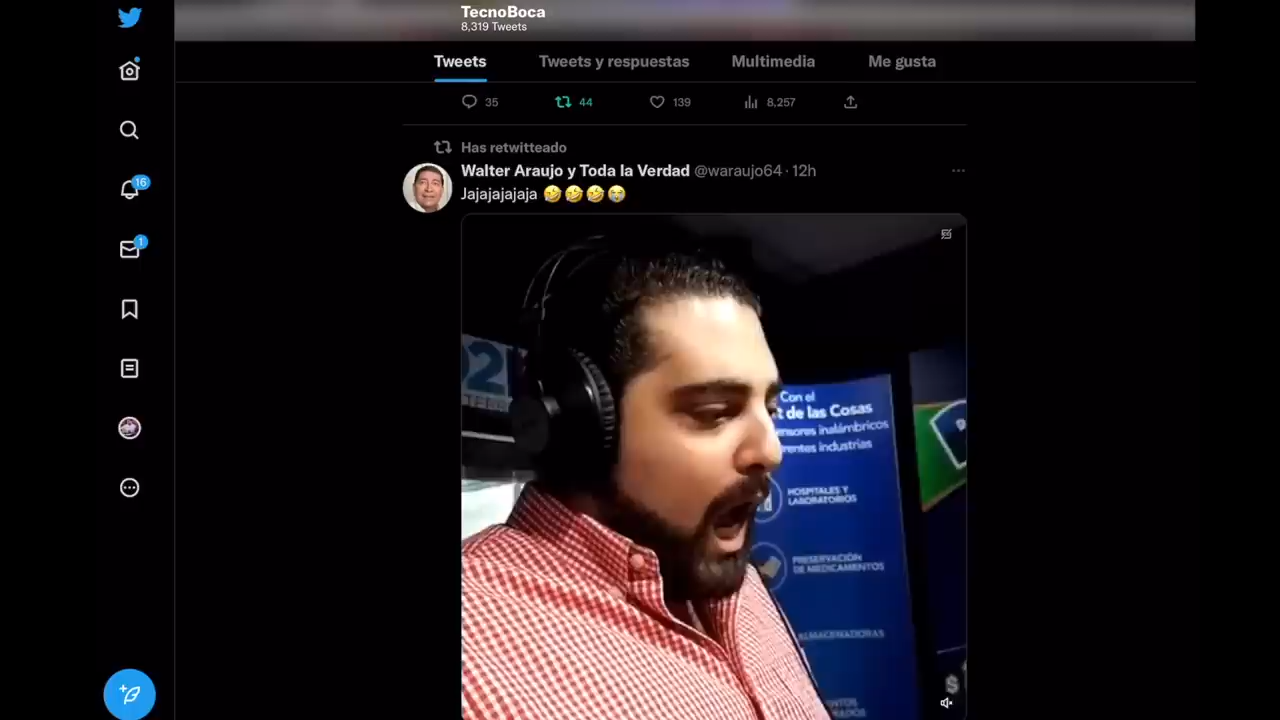 TecnoBoca
8,319 Tweets
Tweets
Tweets y respuestas
Multimedia
Me gusta
35
44
139
8,257
Has retwitteado
Walter Araujo y Toda la Verdad @waraujo64 · 12h
Jajajajajaja 🤣🤣🤣😭
16
1
Con el
t de las Cosas
ensores inalámbricos
rentes industrias
HOSPITALES Y
LABORATORIOS
PRESERVACIÓN
DE MEDICAMENTOS
ALMACENADORAS